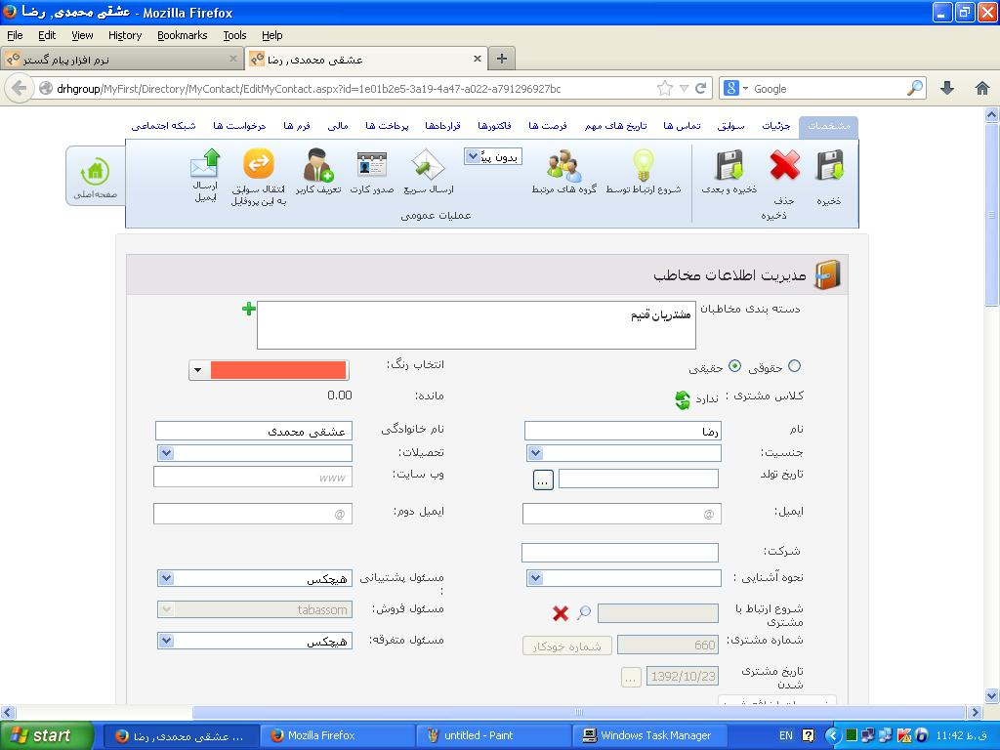 عشقی محمدی, رضا - Mozilla Firefox
File Edit View History Bookmarks Tools Help
نرم افزار پیام گستر
عشقی محمدی, رضا
drhgroup/MyFirst/Directory/MyContact/EditMyContact.aspx?id=1e01b2e5-3a19-4a47-a022-a791296927bc
Google
مشخصات جزئیات سوابق تماس ها تاریخ های مهم فرصت ها فاکتورها قراردادها پرداخت ها مالی فرم ها درخواست ها شبکه اجتماعی
ذخیره
حذف
ذخیره و بعدی
ذخیره
شروع ارتباط توسط
گروه های مرتبط
بدون پیگ
ارسال سریع
صدور کارت
تعریف کاربر
انتقال سوابق به این پروفایل
ارسال ایمیل
عملیات عمومی
صفحه اصلی
مدیریت اطلاعات مخاطب
دسته بندی مخاطبان
مشتریان قدیم
حقوقی حقیقی
انتخاب رنگ:
کلاس مشتری : ندارد
مانده: 0.00
نام رضا
نام خانوادگی عشقی محمدی
جنسیت:
تحصیلات:
تاریخ تولد ...
وب سایت: www
ایمیل: @
ایمیل دوم: @
شرکت:
نحوه آشنایی :
مسئول پشتیبانی : هیچکس
شروع ارتباط با مشتری
مسئول فروش: tabassom
شماره مشتری: 660 شماره خودکار
مسئول متفرقه: هیچکس
تاریخ مشتری شدن 1392/10/23 ...
start
عشقی محمدی, رضا ...
Mozilla Firefox
untitled - Paint
Windows Task Manager
EN
11:42 ق.ظ